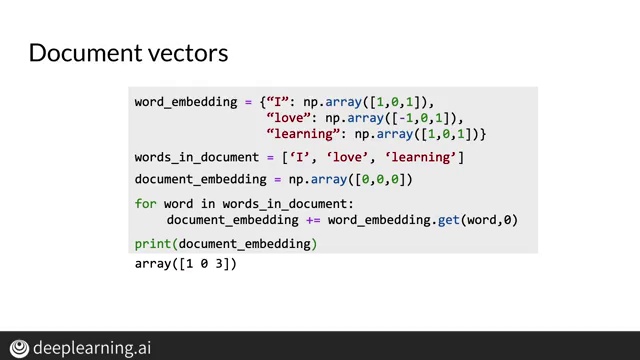 Document vectors
word_embedding = {“I”: np.array([1,0,1]),
“love”: np.array([-1,0,1]),
“learning”: np.array([1,0,1])}
words_in_document = [‘I’, ‘love’, ‘learning’]
document_embedding = np.array([0,0,0])
for word in words_in_document:
document_embedding += word_embedding.get(word,0)
print(document_embedding)
array([1 0 3])
deeplearning.ai